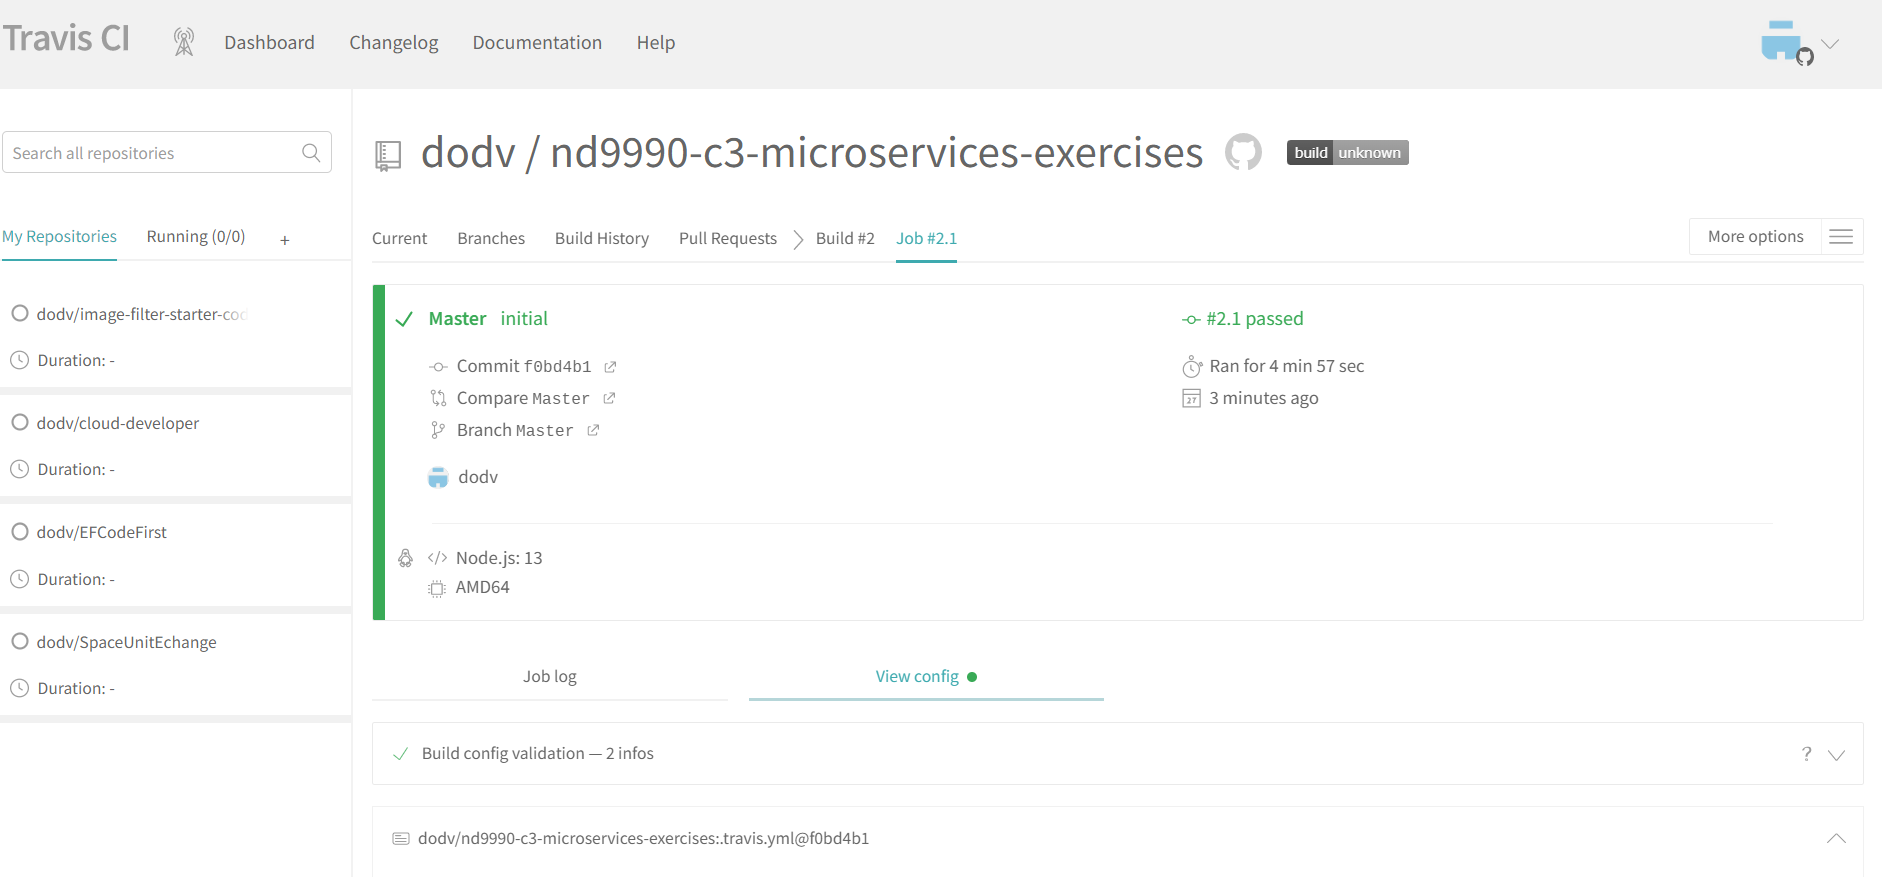 Travis CI
Dashboard
Changelog
Documentation
Help
Search all repositories
My Repositories
Running (0/0)
+
dodv/image-filter-starter-cod
Duration: -
dodv/cloud-developer
Duration: -
dodv/EFCodeFirst
Duration: -
dodv/SpaceUnitEchange
Duration: -
dodv / nd9990-c3-microservices-exercises
build unknown
Current
Branches
Build History
Pull Requests
Build #2
Job #2.1
More options
Master initial
Commit f0bd4b1
Compare Master
Branch Master
dodv
#2.1 passed
Ran for 4 min 57 sec
27
3 minutes ago
</> Node.js: 13
AMD64
Job log
View config
Build config validation — 2 infos
?
dodv/nd9990-c3-microservices-exercises:.travis.yml@f0bd4b1